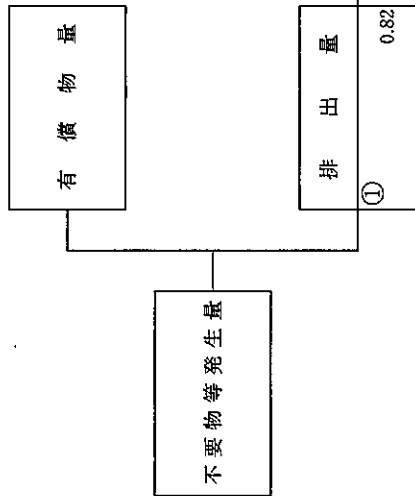 不要物等発生量
有償物量
排出量
①
0.82